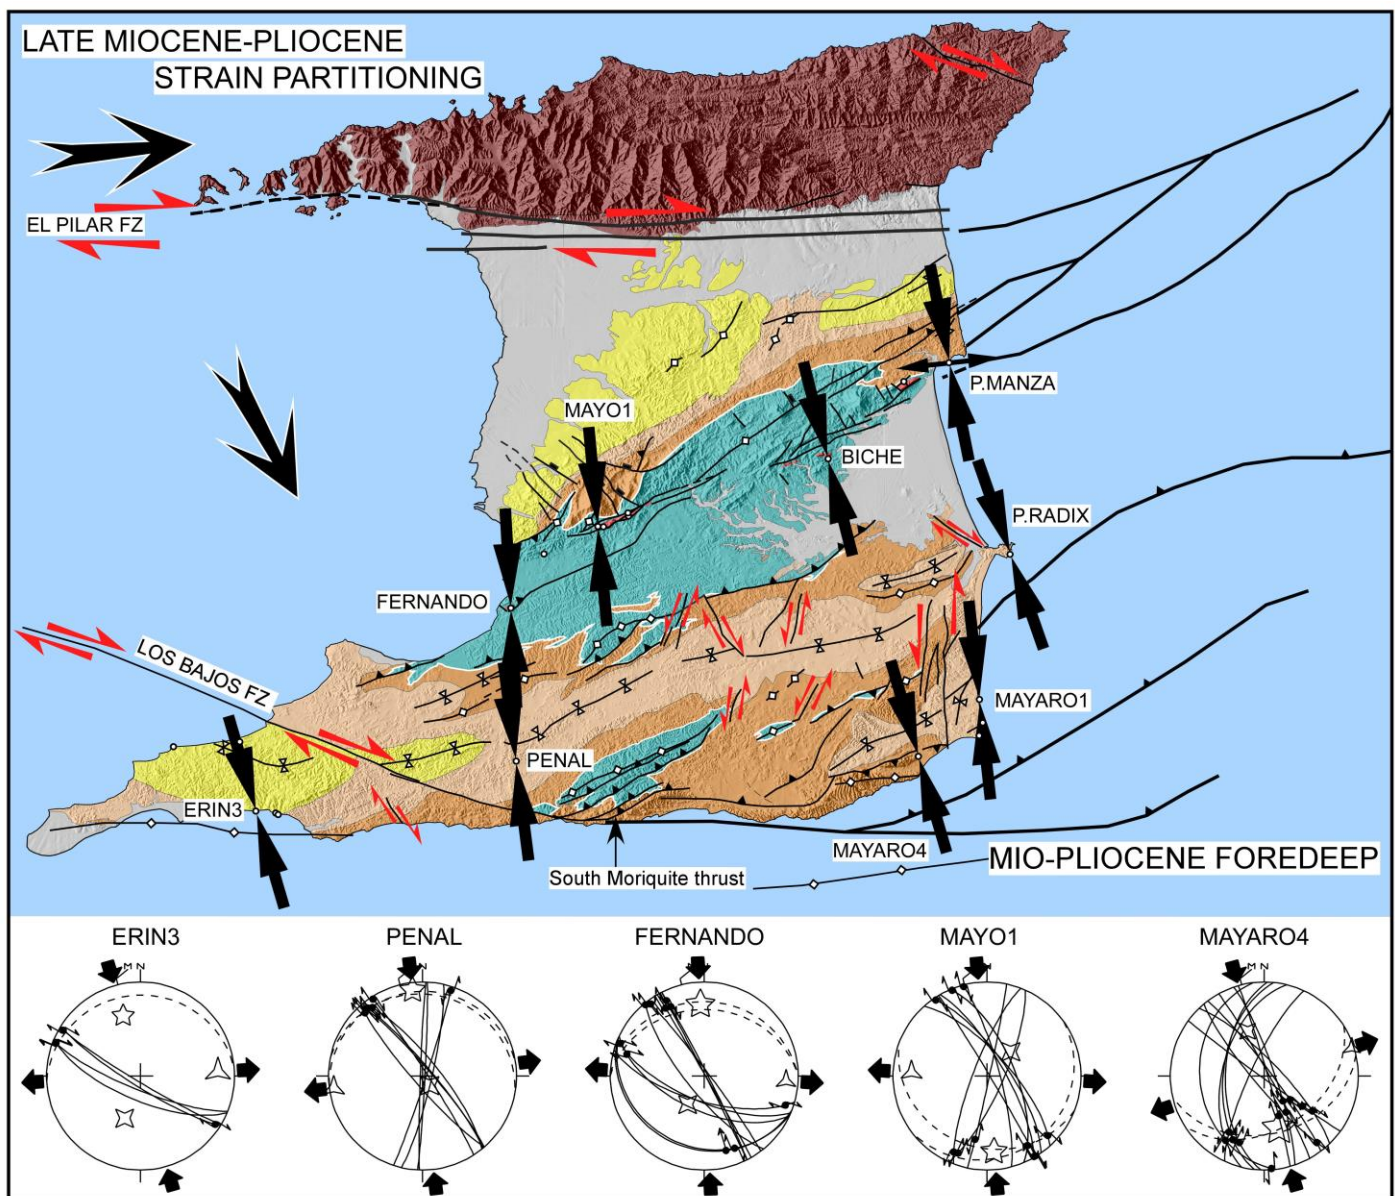 LATE MIOCENE-PLIOCENE
STRAIN PARTITIONING
EL PILAR FZ
P.MANZA
MAYO1
BICHE
P.RADIX
FERNANDO
LOS BAJOS FZ
MAYARO1
PENAL
ERIN3
MAYARO4
MIO-PLIOCENE FOREDEEP
South Moriquite thrust
ERIN3
PENAL
FERNANDO
MAYO1
MAYARO4
M N
M N
M N
M N
M N